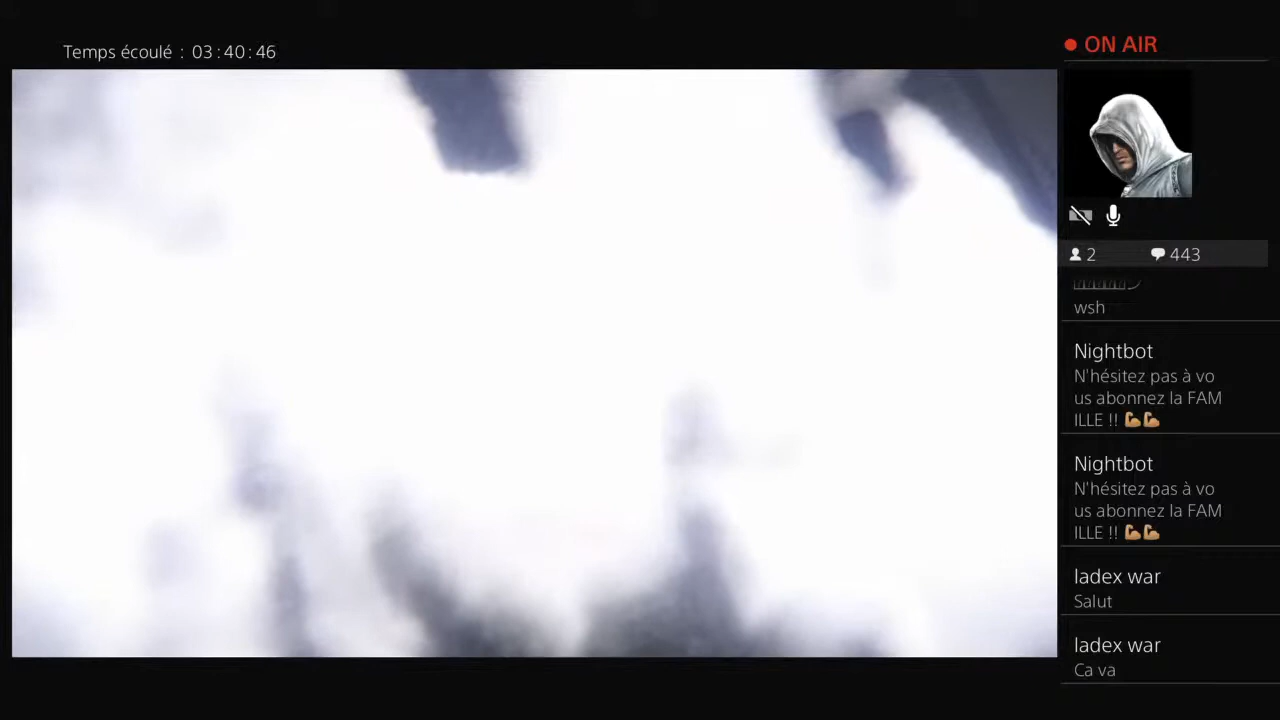 Temps écoulé : 03:40:46
ON AIR
2 443
wsh
Nightbot
N'hésitez pas à vo
us abonnez la FAM
ILLE !! 💪🏽💪🏽
Nightbot
N'hésitez pas à vo
us abonnez la FAM
ILLE !! 💪🏽💪🏽
ladex war
Salut
ladex war
Ca va